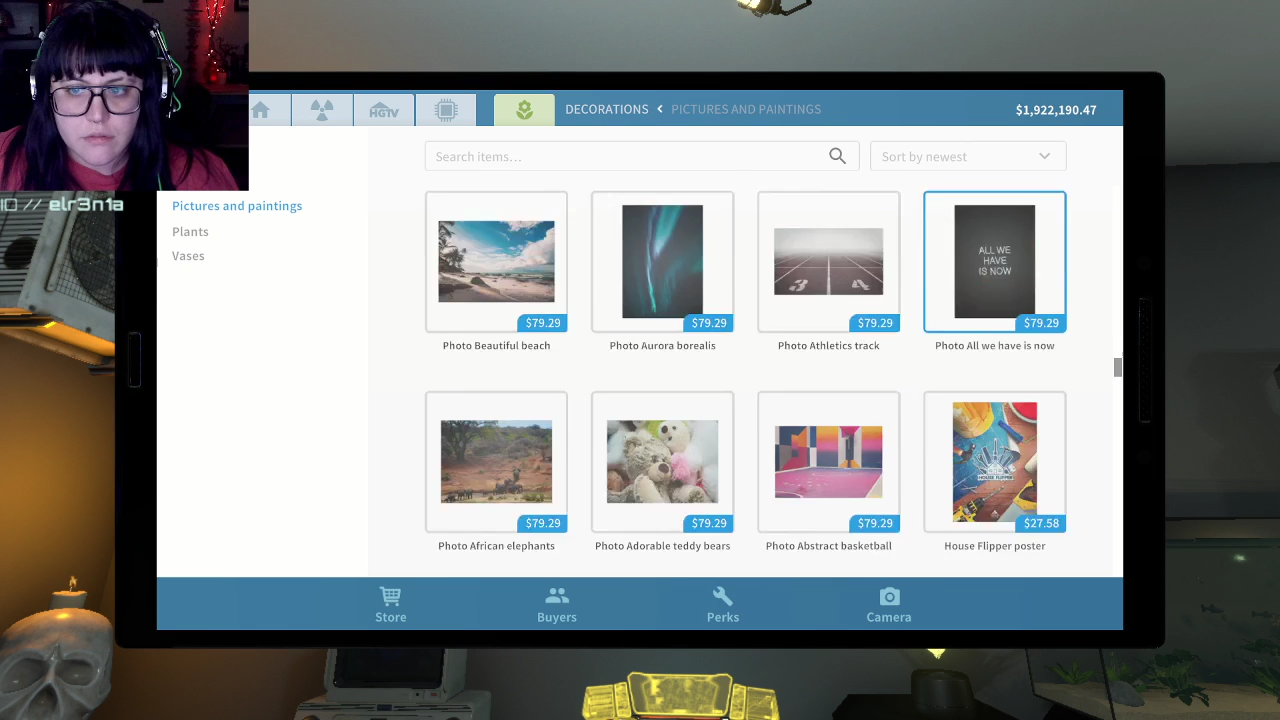 HGTV
DECORATIONS < PICTURES AND PAINTINGS
$1,922,190.47
Search items...
Sort by newest
// elr3n1a
Pictures and paintings
Plants
Vases
ALL WE
HAVE
IS NOW
3 4
$79.29 $79.29 $79.29 $79.29
Photo Beautiful beach Photo Aurora borealis Photo Athletics track Photo All we have is now
HOUSE FLIPPER
$79.29 $79.29 $79.29 $27.58
Photo African elephants Photo Adorable teddy bears Photo Abstract basketball House Flipper poster
Store Buyers Perks Camera